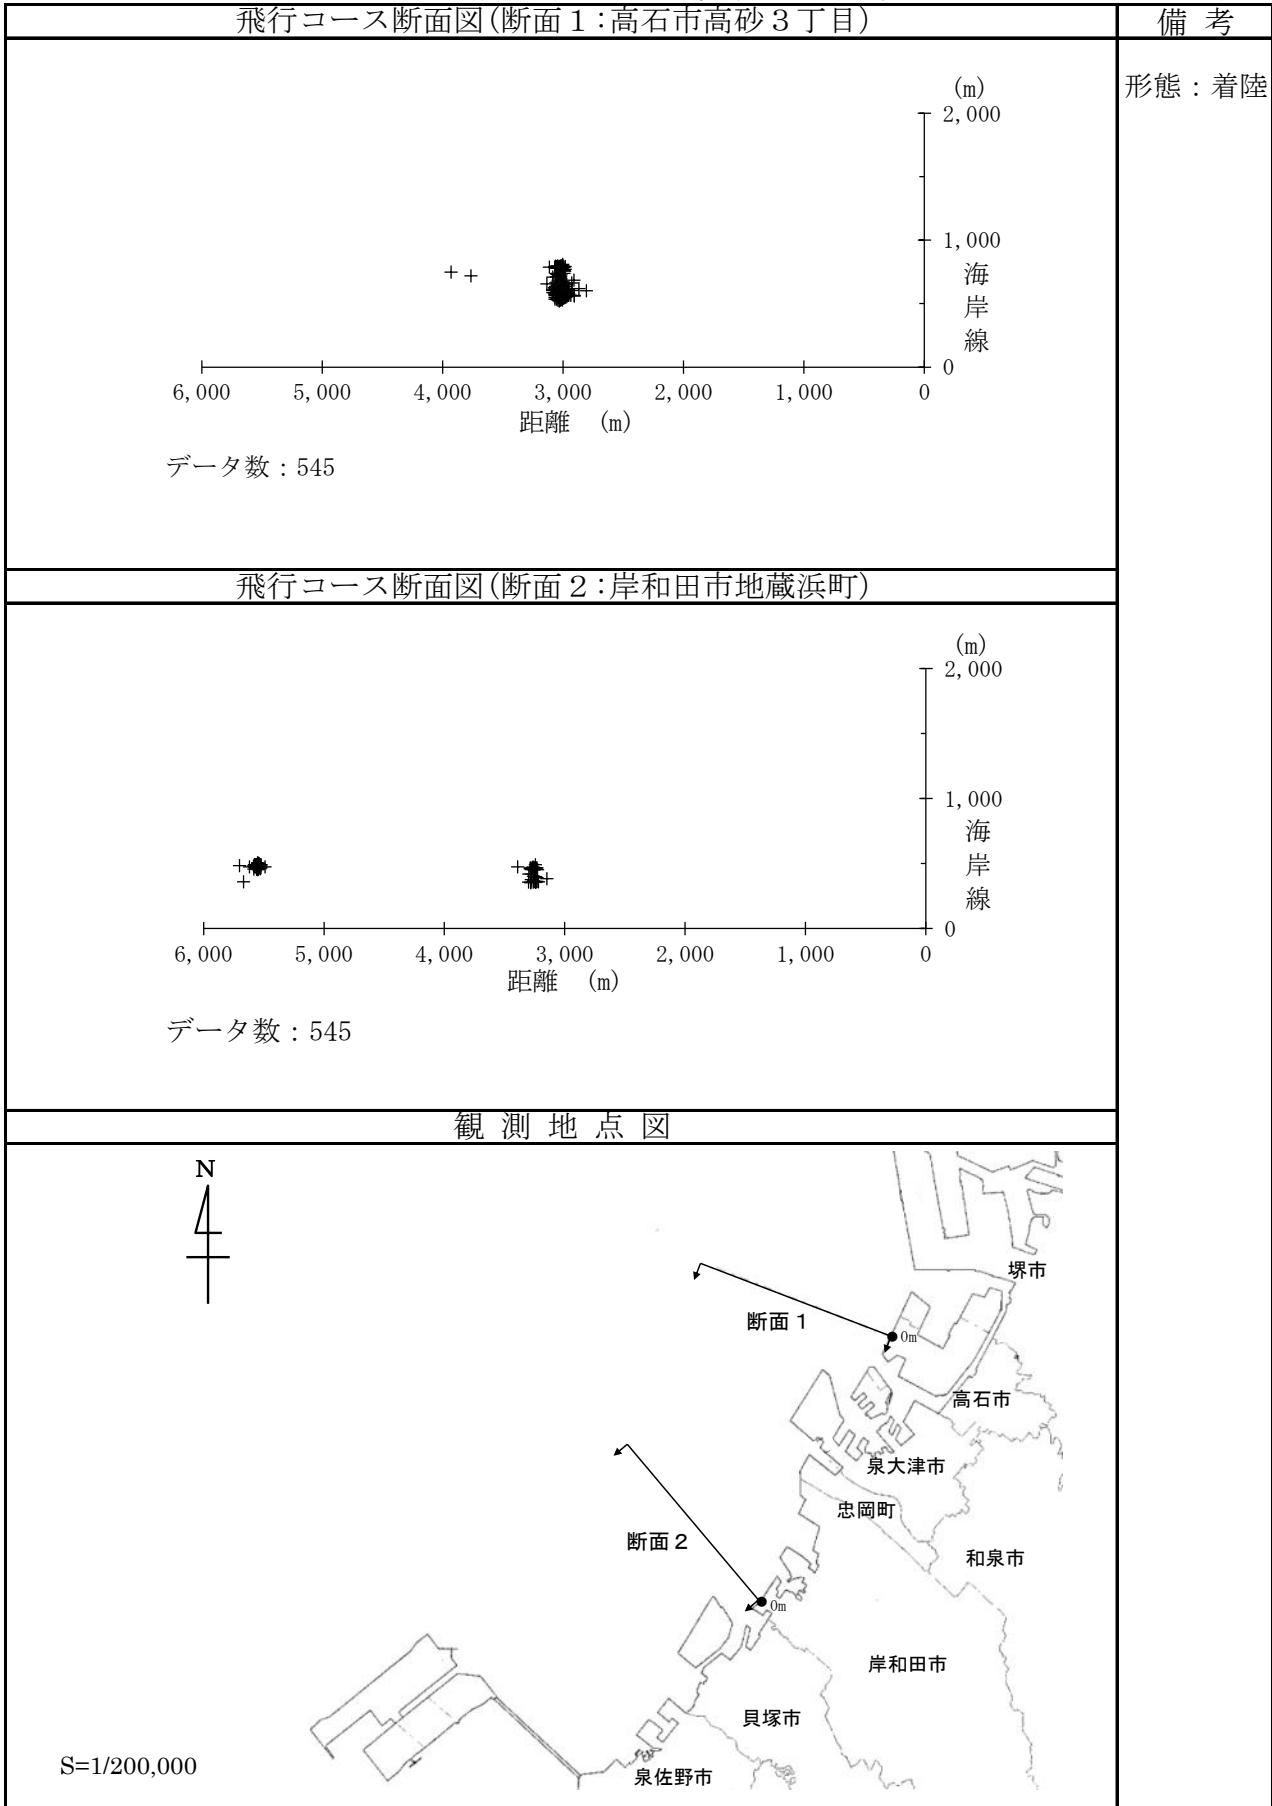 飛行コース断面図(断面１:高石市高砂３丁目)
備 考
形態：着陸
(m)
2,000
1,000
海
岸
線
0
6,000 5,000 4,000 3,000 2,000 1,000 0
距離 (m)
データ数：545
飛行コース断面図(断面２:岸和田市地蔵浜町)
(m)
2,000
1,000
海
岸
線
0
6,000 5,000 4,000 3,000 2,000 1,000 0
距離 (m)
データ数：545
観 測 地 点 図
N
堺市
断面１
0m
高石市
泉大津市
忠岡町
断面２
和泉市
0m
岸和田市
貝塚市
S=1/200,000
泉佐野市